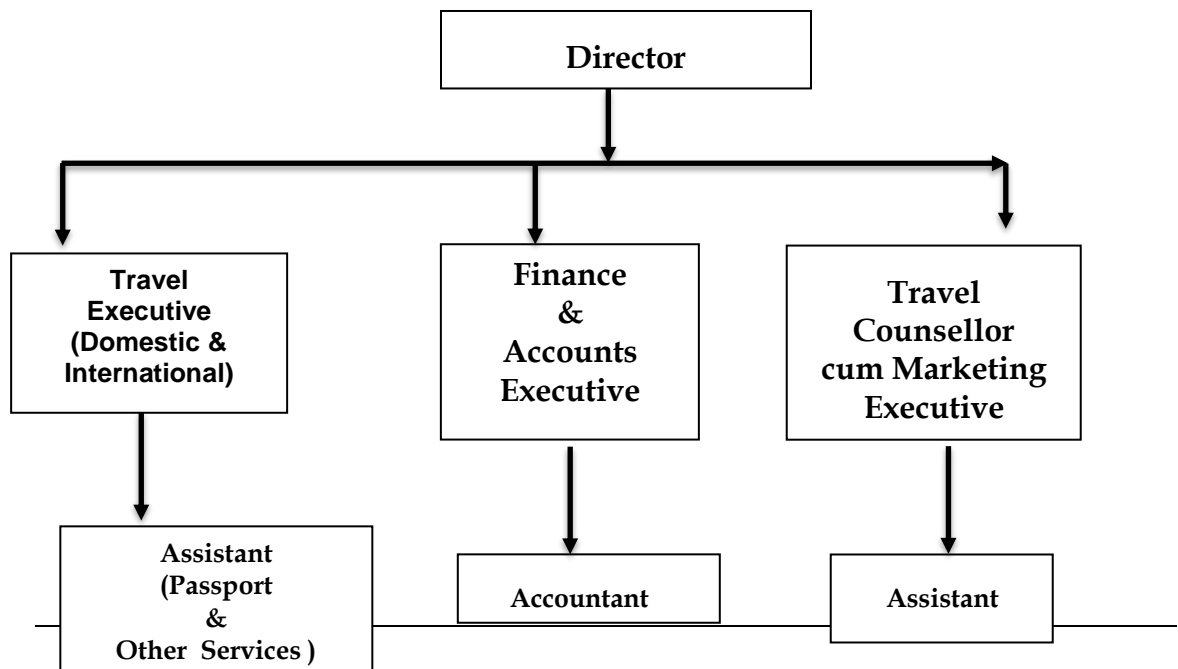 Director
Travel
Executive
(Domestic &
International)
Finance
&
Accounts
Executive
Travel
Counsellor
cum Marketing
Executive
Assistant
(Passport
&
Other Services )
Accountant
Assistant